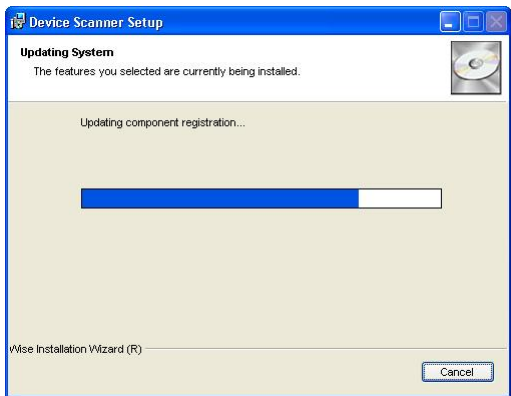 Device Scanner Setup
Updating System
The features you selected are currently being installed.
Updating component registration...
Wise Installation Wizard (R)
Cancel